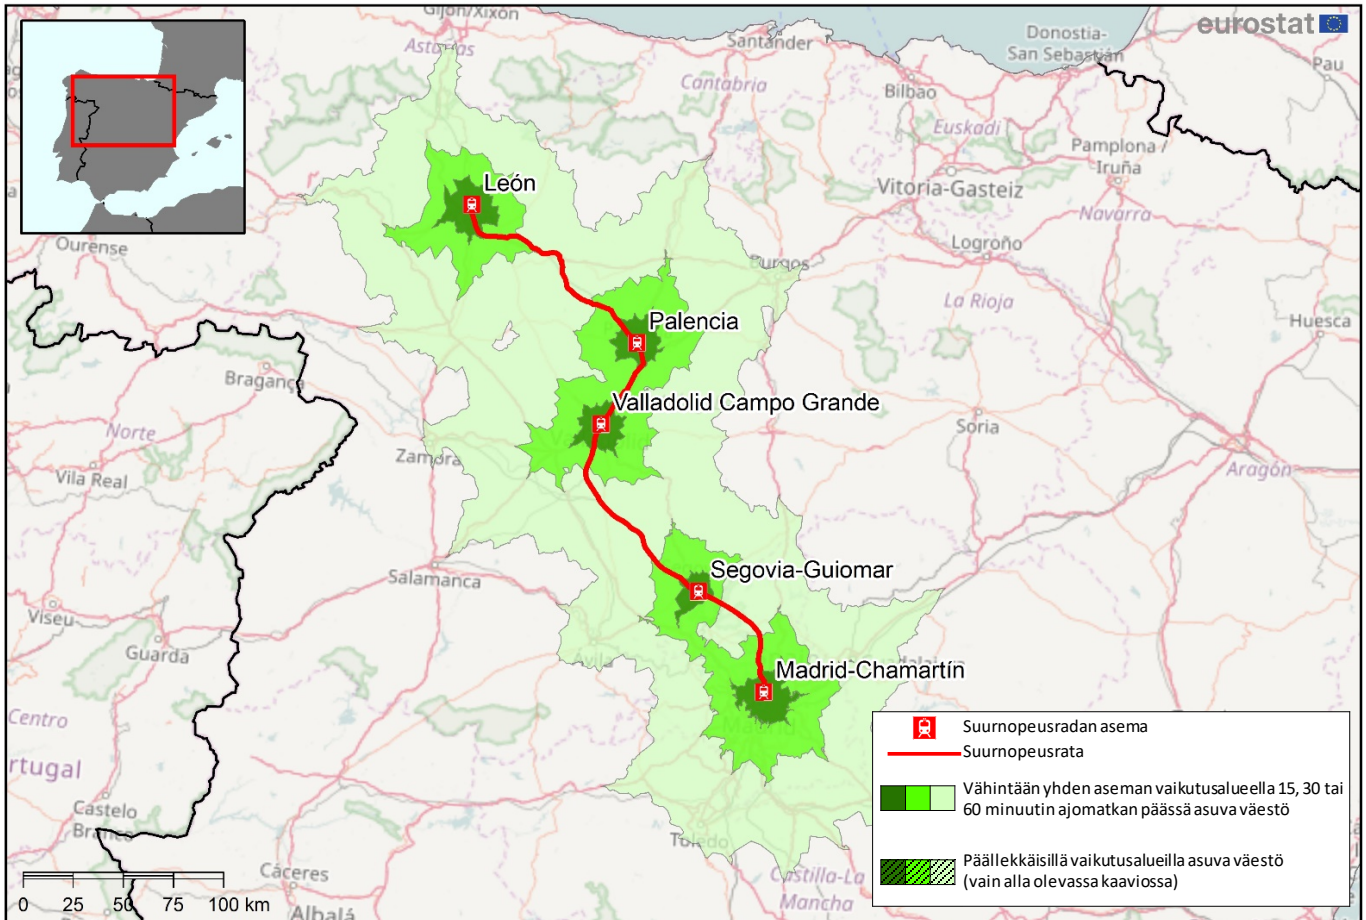 Gijón/Xixón
eurostat
Asturias
Santander
Donostia-
San Sebastián
Pau
Cantabria
Bilbao
Euskadi
Pamplona /
Iruña
León
Vitoria-Gasteiz
Navarra
Ourense
Logroño
Burgos
La Rioja
Palencia
Huesca
Bragança
Valladolid Campo Grande
Norte
Soria
Zamora
Aragón
Vila Real
Segovia-Guiomar
Salamanca
Viseu
Guarda
Ávila
Madrid-Chamartín
Centro
Madrid
Suurnopeusradan asema
Suurnopeusrata
rtugal
Vähintään yhden aseman vaikutusalueella 15, 30 tai
60 minuutin ajomatkan päässä asuva väestö
Castelo
Branco
Toledo
Päällekkäisillä vaikutusalueilla asuva väestö
(vain alla olevassa kaaviossa)
Cáceres
Castilla-La
Mancha
0 25 50 75 100 km
Albalá